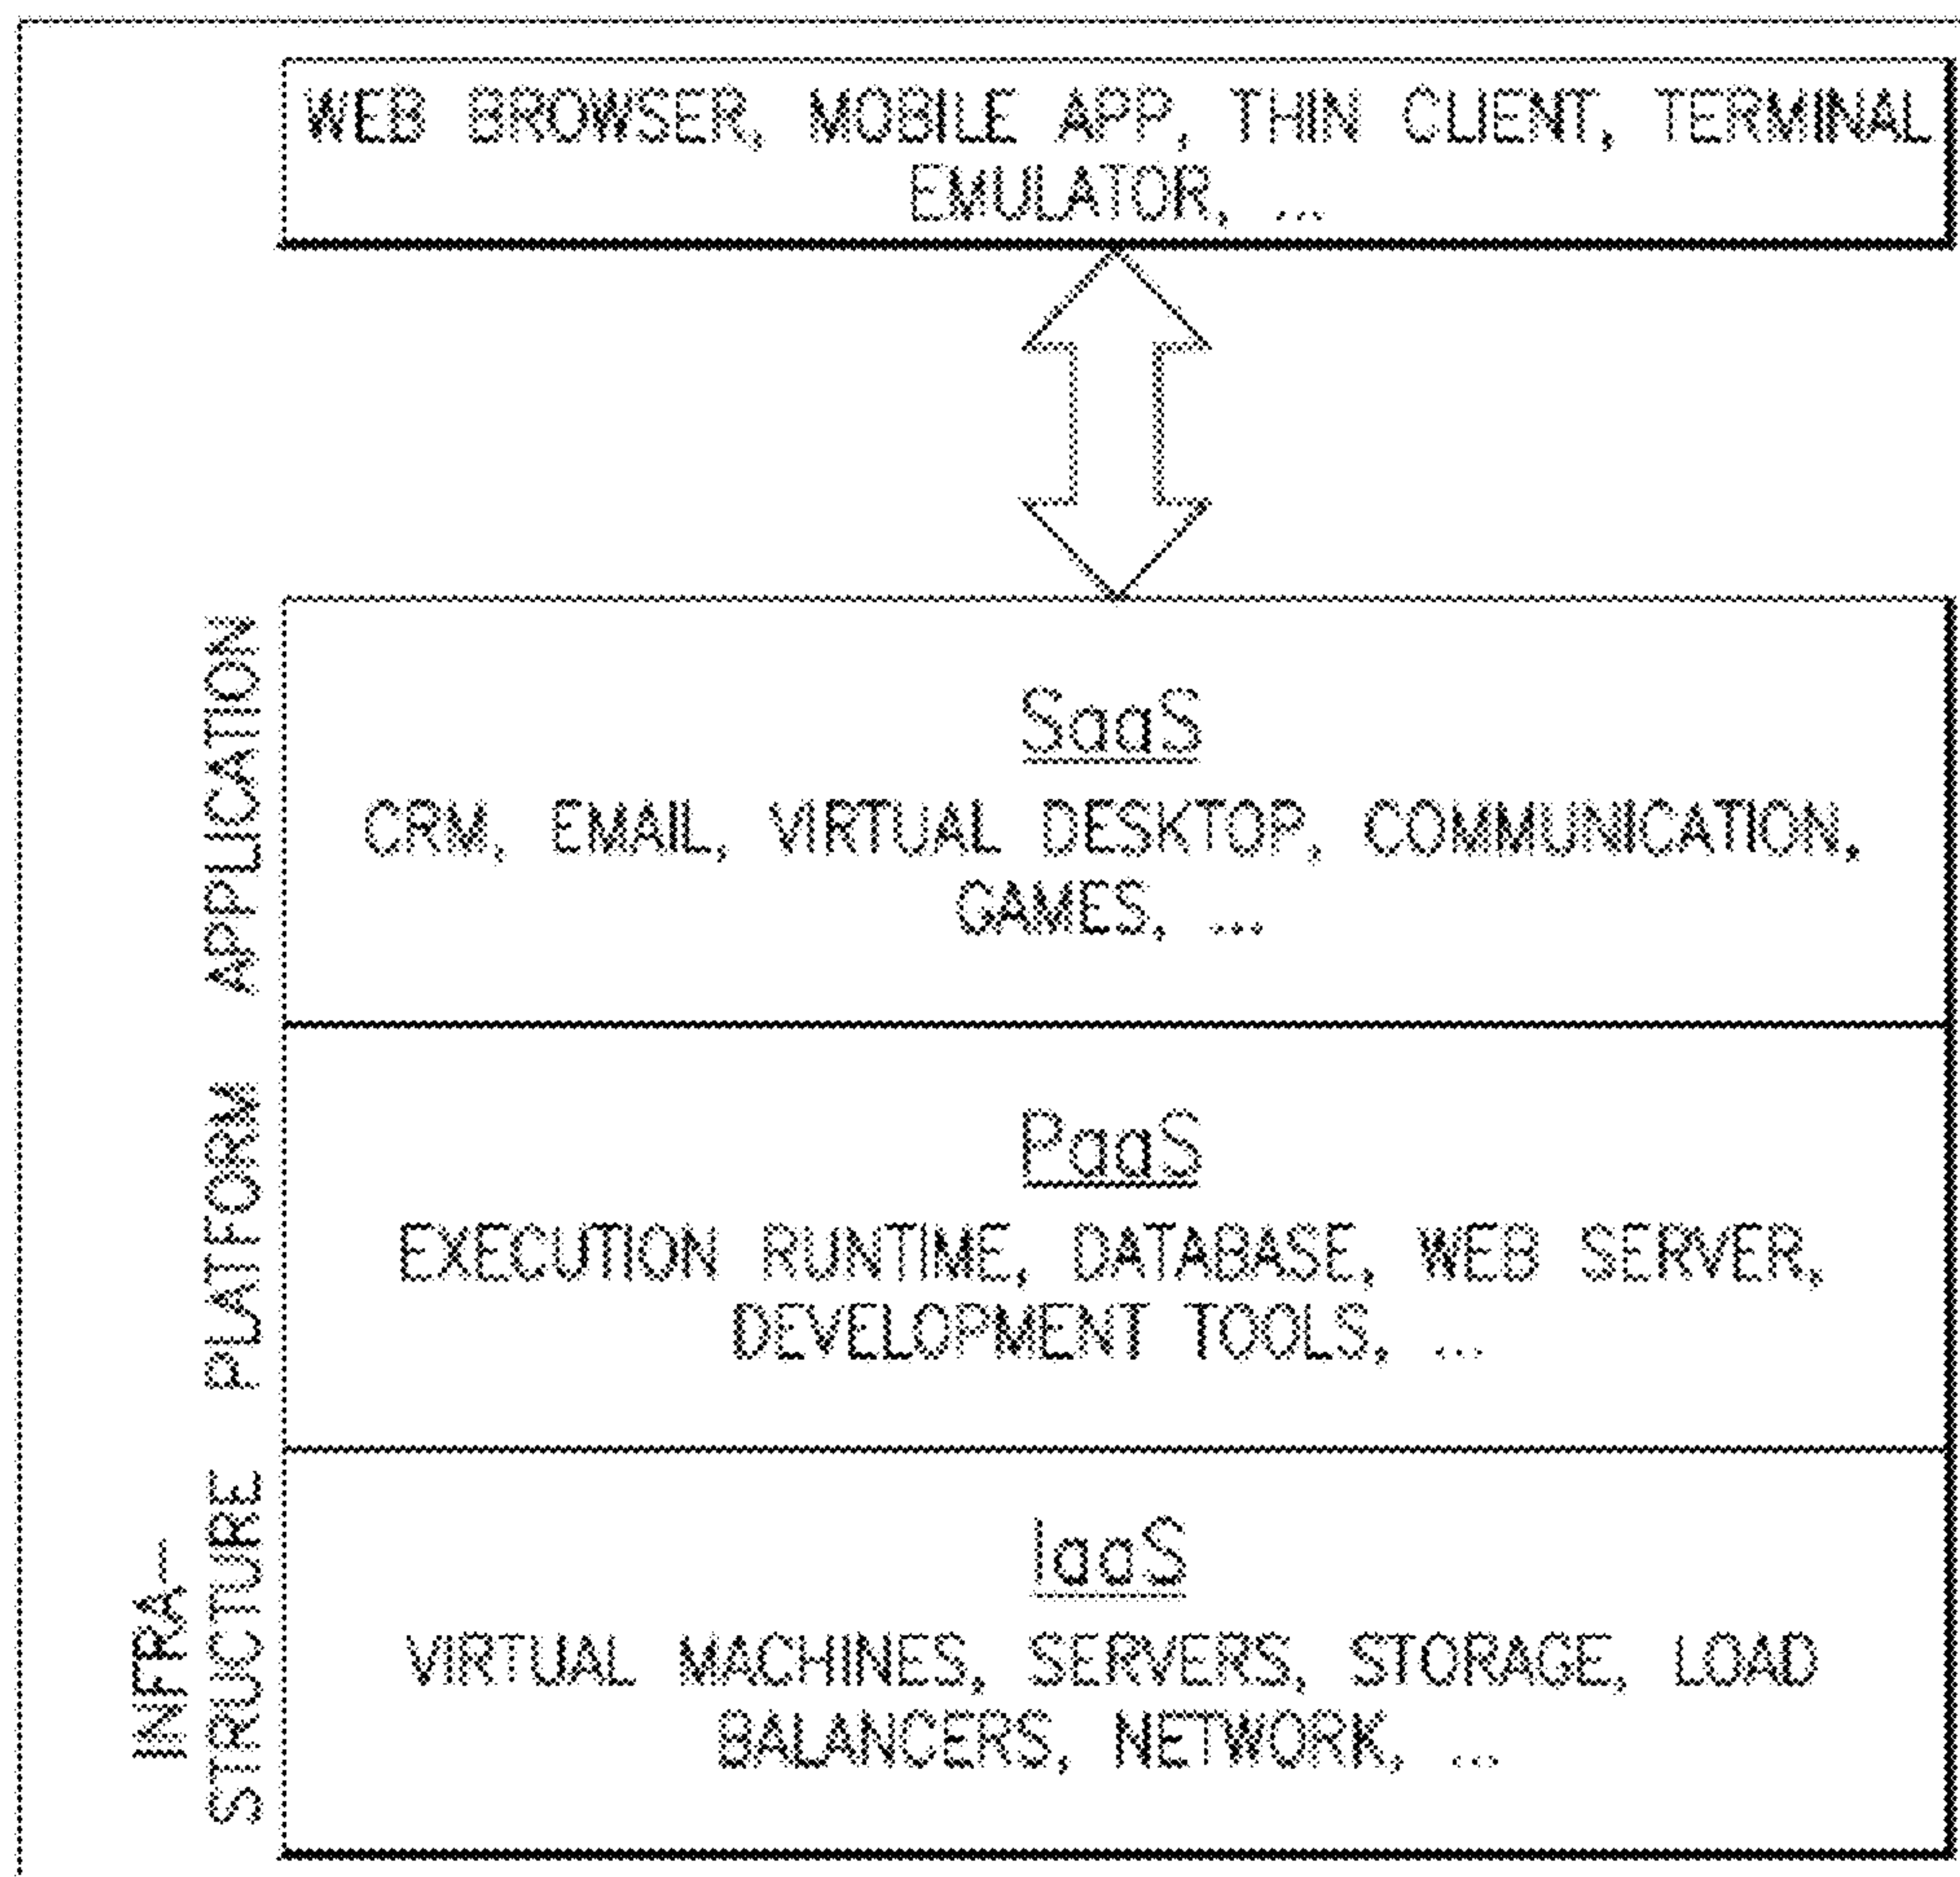 WEB BROWSER, MOBILE APP, THIN CLIENT, TERMINAL
EMULATOR, ...
APPLICATION
SaaS
CRM, EMAIL, VIRTUAL DESKTOP, COMMUNICATION,
GAMES, ...
PLATFORM
PaaS
EXECUTION RUNTIME, DATABASE, WEB SERVER,
DEVELOPMENT TOOLS, ...
INFRA–
STRUCTURE
IaaS
VIRTUAL MACHINES, SERVERS, STORAGE, LOAD
BALANCERS, NETWORK, ...